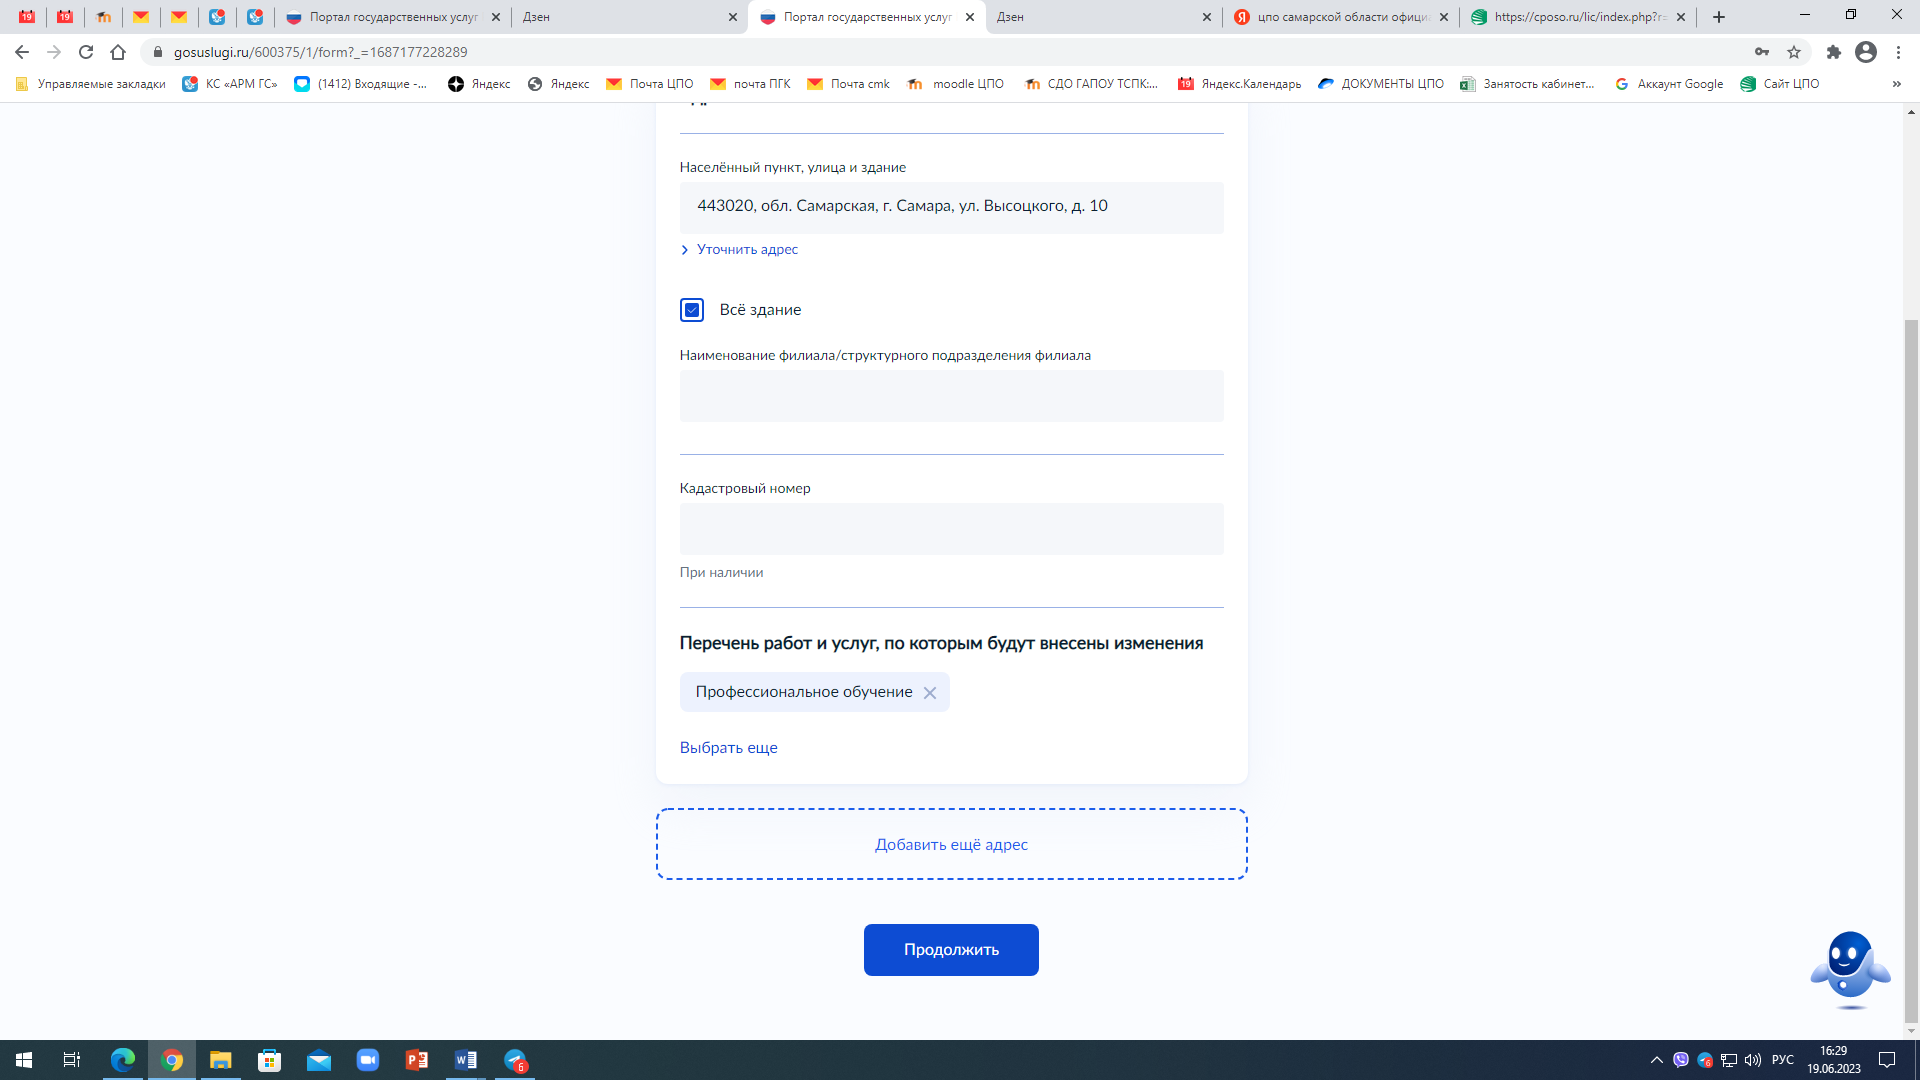 19
19
Портал государственных услуг
Дзен
Портал государственных услуг
Дзен
цпо самарской области офици
https://cposo.ru/lic/index.php?r=
gosuslugi.ru/600375/1/form?_=1687177228289
Управляемые закладки
КС «АРМ ГС»
(1412) Входящие -...
Яндекс
Яндекс
Почта ЦПО
почта ПГК
Почта cmk
moodle ЦПО
СДО ГАПОУ ТСПК:...
19
Яндекс.Календарь
ДОКУМЕНТЫ ЦПО
Занятость кабинет...
Аккаунт Google
Сайт ЦПО
Населённый пункт, улица и здание
443020, обл. Самарская, г. Самара, ул. Высоцкого, д. 10
Уточнить адрес
Всё здание
Наименование филиала/структурного подразделения филиала
Кадастровый номер
При наличии
Перечень работ и услуг, по которым будут внесены изменения
Профессиональное обучение
Выбрать еще
Добавить ещё адрес
Продолжить
6
6
РУС
16:29
19.06.2023